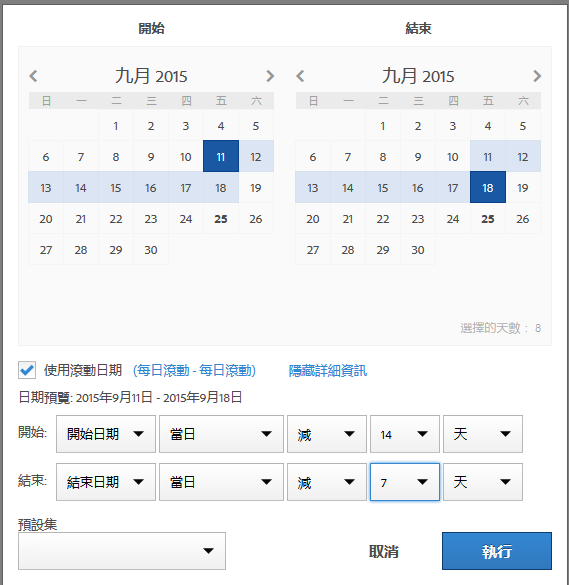 開始 結束
九月 2015 九月 2015
日 一 二 三 四 五 六 日 一 二 三 四 五 六
1 2 3 4 5 1 2 3 4 5
6 7 8 9 10 11 12 6 7 8 9 10 11 12
13 14 15 16 17 18 19 13 14 15 16 17 18 19
20 21 22 23 24 25 26 20 21 22 23 24 25 26
27 28 29 30 27 28 29 30
選擇的天數： 8
使用滾動日期 (每日滾動 - 每日滾動) 隱藏詳細資訊
日期預覽: 2015年9月11日 - 2015年9月18日
開始: 開始日期 當日 減 14 天
結束: 結束日期 當日 減 7 天
預設集
取消 執行